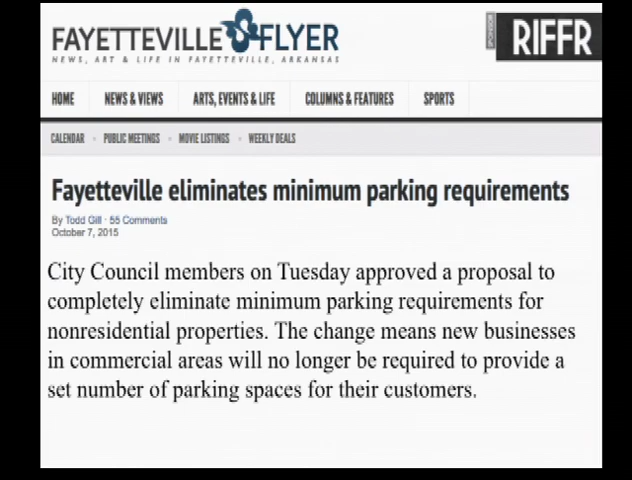 FAYETTEVILLE FLYER
NEWS, ART & LIFE IN FAYETTEVILLE, ARKANSAS
SPONSOR
RIFFR
HOME NEWS & VIEWS ARTS, EVENTS & LIFE COLUMNS & FEATURES SPORTS
CALENDAR • PUBLIC MEETINGS • MOVIE LISTINGS • WEEKLY DEALS
Fayetteville eliminates minimum parking requirements
By Todd Gill · 55 Comments
October 7, 2015
City Council members on Tuesday approved a proposal to
completely eliminate minimum parking requirements for
nonresidential properties. The change means new businesses
in commercial areas will no longer be required to provide a
set number of parking spaces for their customers.